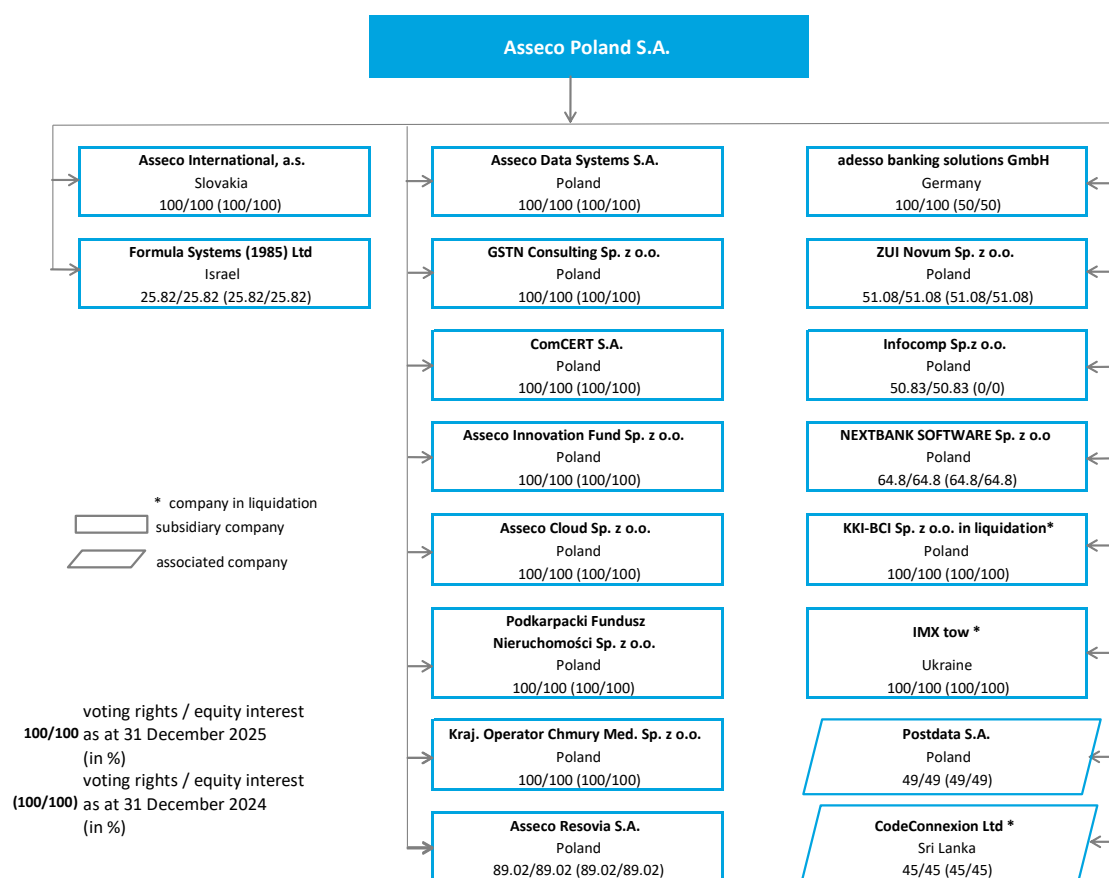 Asseco Poland S.A.
Asseco International, a.s.
Slovakia
100/100 (100/100)
Formula Systems (1985) Ltd
Israel
25.82/25.82 (25.82/25.82)
* company in liquidation
subsidiary company
associated company
voting rights / equity interest
100/100 as at 31 December 2025
(in %)
voting rights / equity interest
(100/100) as at 31 December 2024
(in %)
Asseco Data Systems S.A.
Poland
100/100 (100/100)
GSTN Consulting Sp. z o.o.
Poland
100/100 (100/100)
ComCERT S.A.
Poland
100/100 (100/100)
Asseco Innovation Fund Sp. z o.o.
Poland
100/100 (100/100)
Asseco Cloud Sp. z o.o.
Poland
100/100 (100/100)
Podkarpacki Fundusz
Nieruchomości Sp. z o.o.
Poland
100/100 (100/100)
Kraj. Operator Chmury Med. Sp. z o.o.
Poland
100/100 (100/100)
Asseco Resovia S.A.
Poland
89.02/89.02 (89.02/89.02)
adesso banking solutions GmbH
Germany
100/100 (50/50)
ZUI Novum Sp. z o.o.
Poland
51.08/51.08 (51.08/51.08)
Infocomp Sp.z o.o.
Poland
50.83/50.83 (0/0)
NEXTBANK SOFTWARE Sp. z o.o
Poland
64.8/64.8 (64.8/64.8)
KKI-BCI Sp. z o.o. in liquidation*
Poland
100/100 (100/100)
IMX tow *
Ukraine
100/100 (100/100)
Postdata S.A.
Poland
49/49 (49/49)
CodeConnexion Ltd *
Sri Lanka
45/45 (45/45)